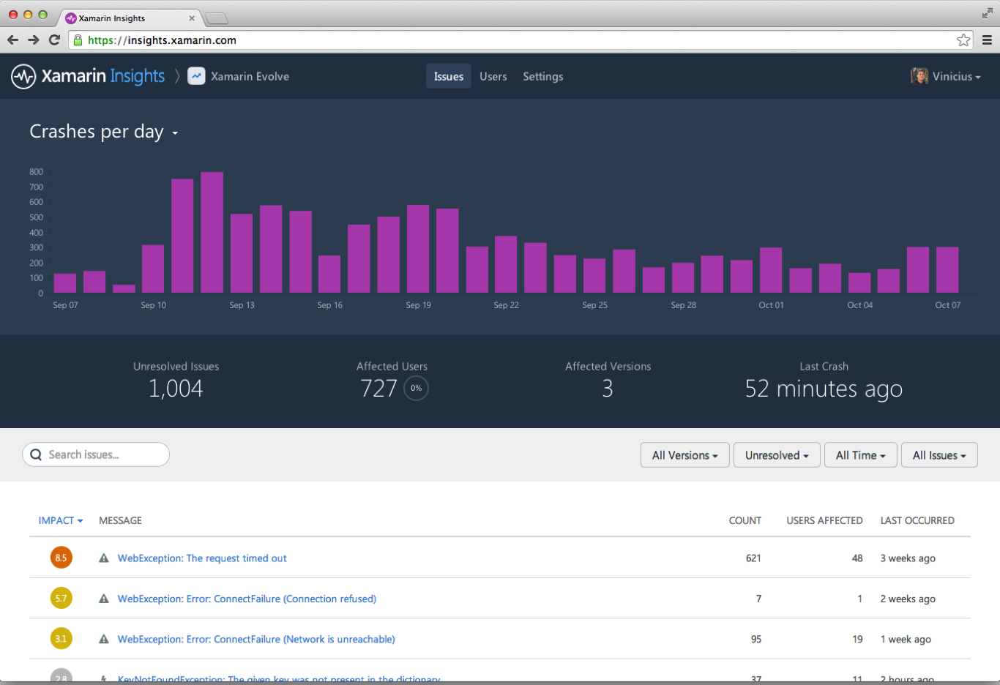 Xamarin Insights
https://insights.xamarin.com
Xamarin Insights Xamarin Evolve Issues Users Settings Vinicius
Crashes per day
800
700
600
500
400
300
200
100
0
Sep 07 Sep 10 Sep 13 Sep 16 Sep 19 Sep 22 Sep 25 Sep 28 Oct 01 Oct 04 Oct 07
Unresolved Issues Affected Users Affected Versions Last Crash
1,004 727 0% 3 52 minutes ago
Search issues... All Versions Unresolved All Time All Issues
IMPACT MESSAGE COUNT USERS AFFECTED LAST OCCURRED
8.5 WebException: The request timed out 621 48 3 weeks ago
5.7 WebException: Error: ConnectFailure (Connection refused) 7 1 2 weeks ago
3.1 WebException: Error: ConnectFailure (Network is unreachable) 95 19 1 week ago
2.8 KeyNotFoundException: The given key was not present in the dictionary 37 11 2 hours ago